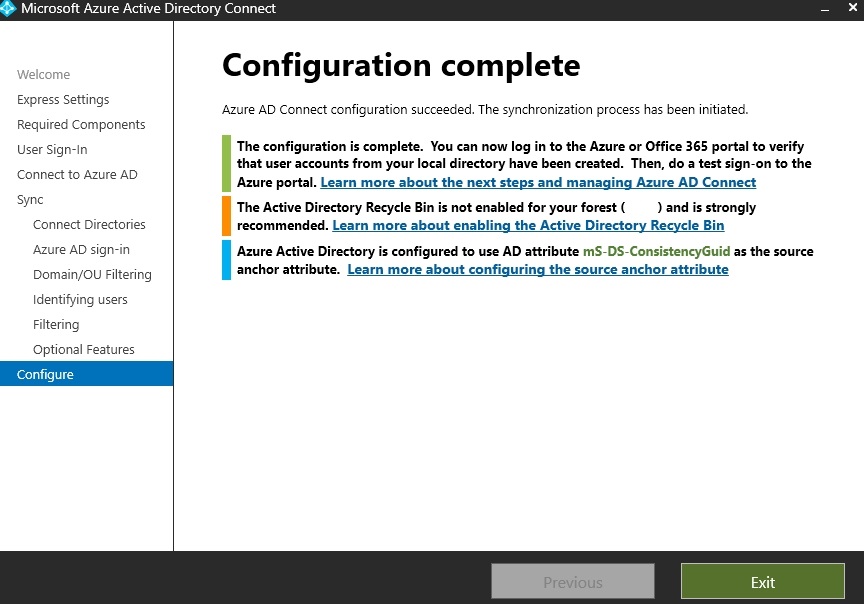 Microsoft Azure Active Directory Connect
Welcome
Express Settings
Required Components
User Sign-In
Connect to Azure AD
Sync
Connect Directories
Azure AD sign-in
Domain/OU Filtering
Identifying users
Filtering
Optional Features
Configure
Configuration complete
Azure AD Connect configuration succeeded. The synchronization process has been initiated.
The configuration is complete.  You can now log in to the Azure or Office 365 portal to verify
that user accounts from your local directory have been created.  Then, do a test sign-on to the
Azure portal. Learn more about the next steps and managing Azure AD Connect
The Active Directory Recycle Bin is not enabled for your forest (      ) and is strongly
recommended. Learn more about enabling the Active Directory Recycle Bin
Azure Active Directory is configured to use AD attribute mS-DS-ConsistencyGuid as the source
anchor attribute.  Learn more about configuring the source anchor attribute
Previous
Exit